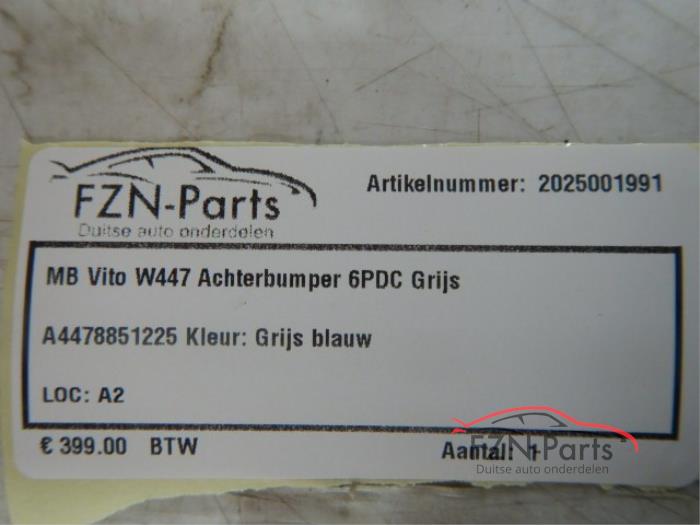 FZN-Parts
Duitse auto onderdelen
Artikelnummer: 2025001991
MB Vito W447 Achterbumper 6PDC Grijs
A4478851225 Kleur: Grijs blauw
LOC: A2
€ 399.00 BTW
Aantal: 1
FZN-Parts
Duitse auto onderdelen